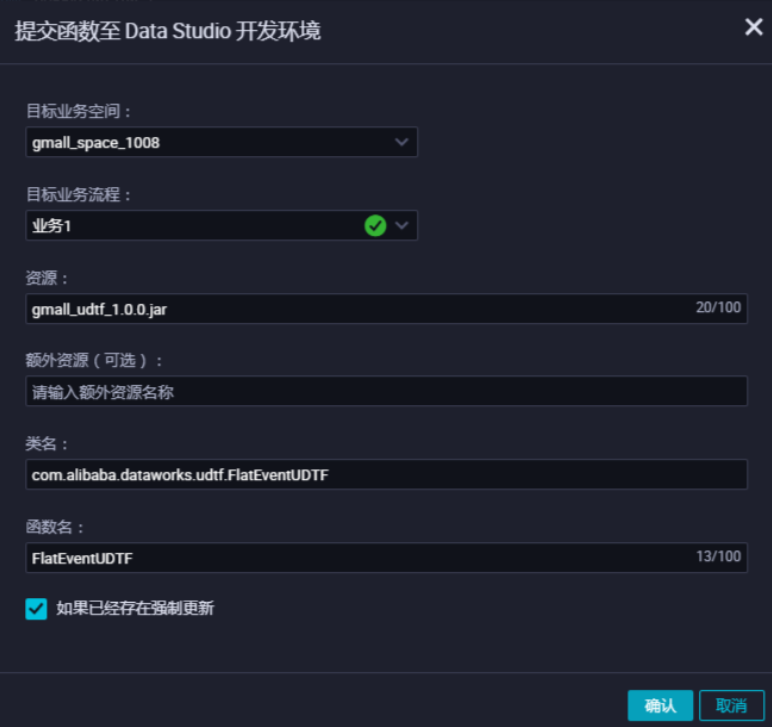 提交函数至 Data Studio 开发环境
目标业务空间：
gmall_space_1008
目标业务流程：
业务1
资源：
gmall_udtf_1.0.0.jar 20/100
额外资源（可选）：
请输入额外资源名称
类名：
com.alibaba.dataworks.udtf.FlatEventUDTF
函数名：
FlatEventUDTF 13/100
如果已经存在强制更新
确认 取消